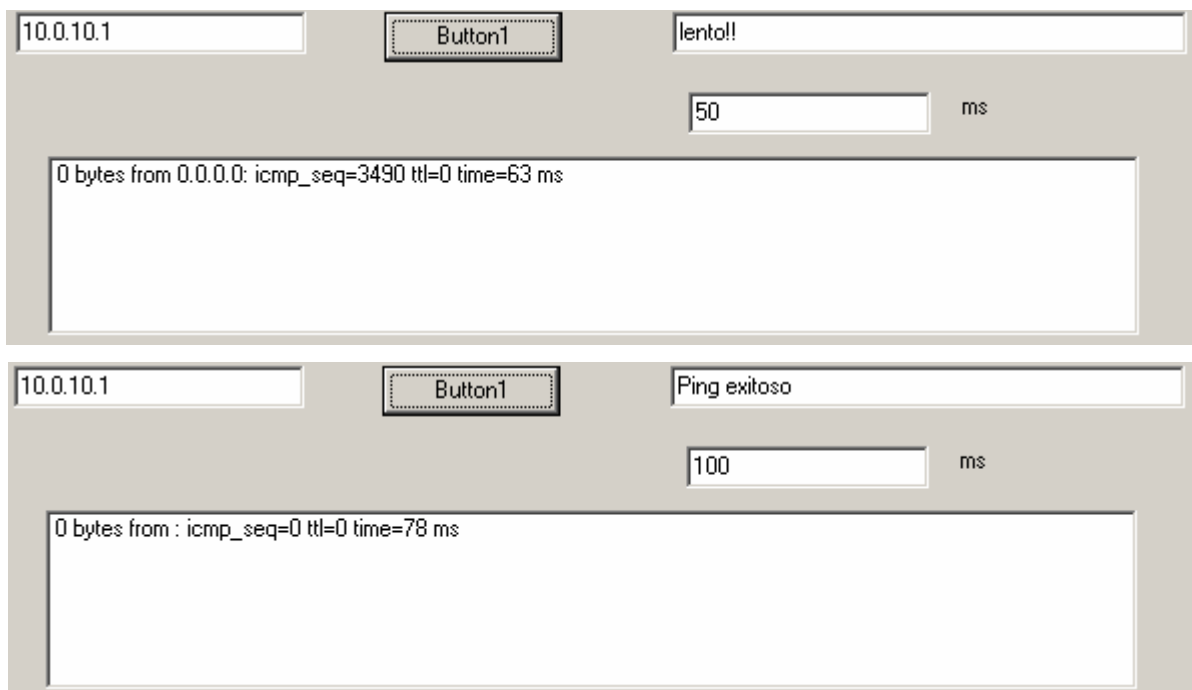 10.0.10.1 Button1 lento!!
50 ms
0 bytes from 0.0.0.0: icmp_seq=3490 ttl=0 time=63 ms
10.0.10.1 Button1 Ping exitoso
100 ms
0 bytes from : icmp_seq=0 ttl=0 time=78 ms